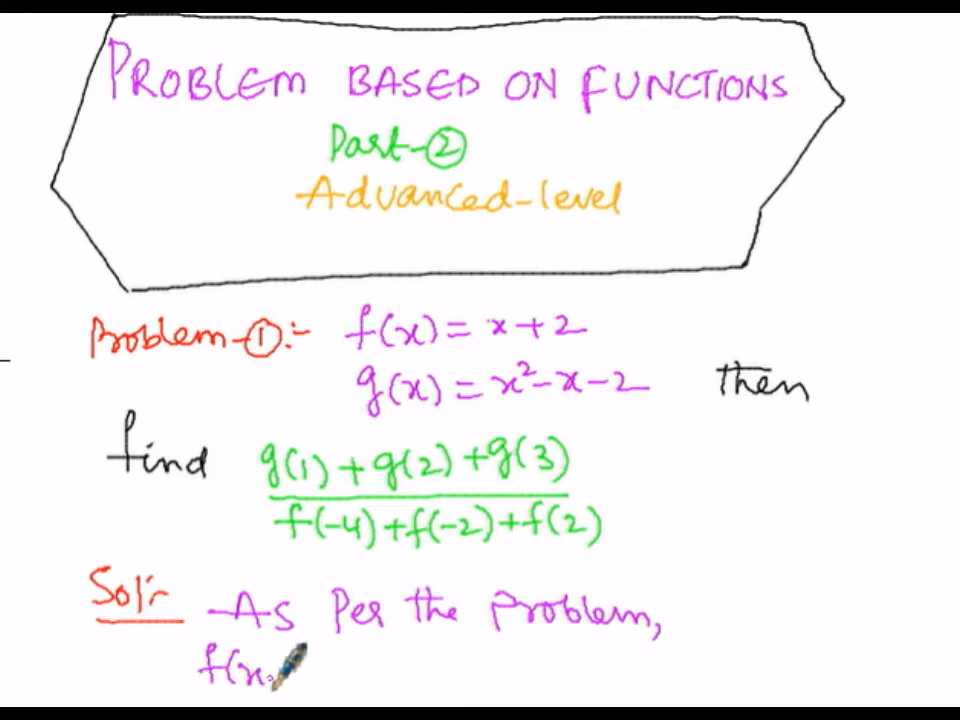 PROBLEM BASED ON FUNCTIONS
Part-②
Advanced-level
Problem-①:- f(x) = x+2
g(x) = x²-x-2 then
find g(1)+g(2)+g(3)
f(-4)+f(-2)+f(2)
Sol:-
As Per the Problem,
f(x